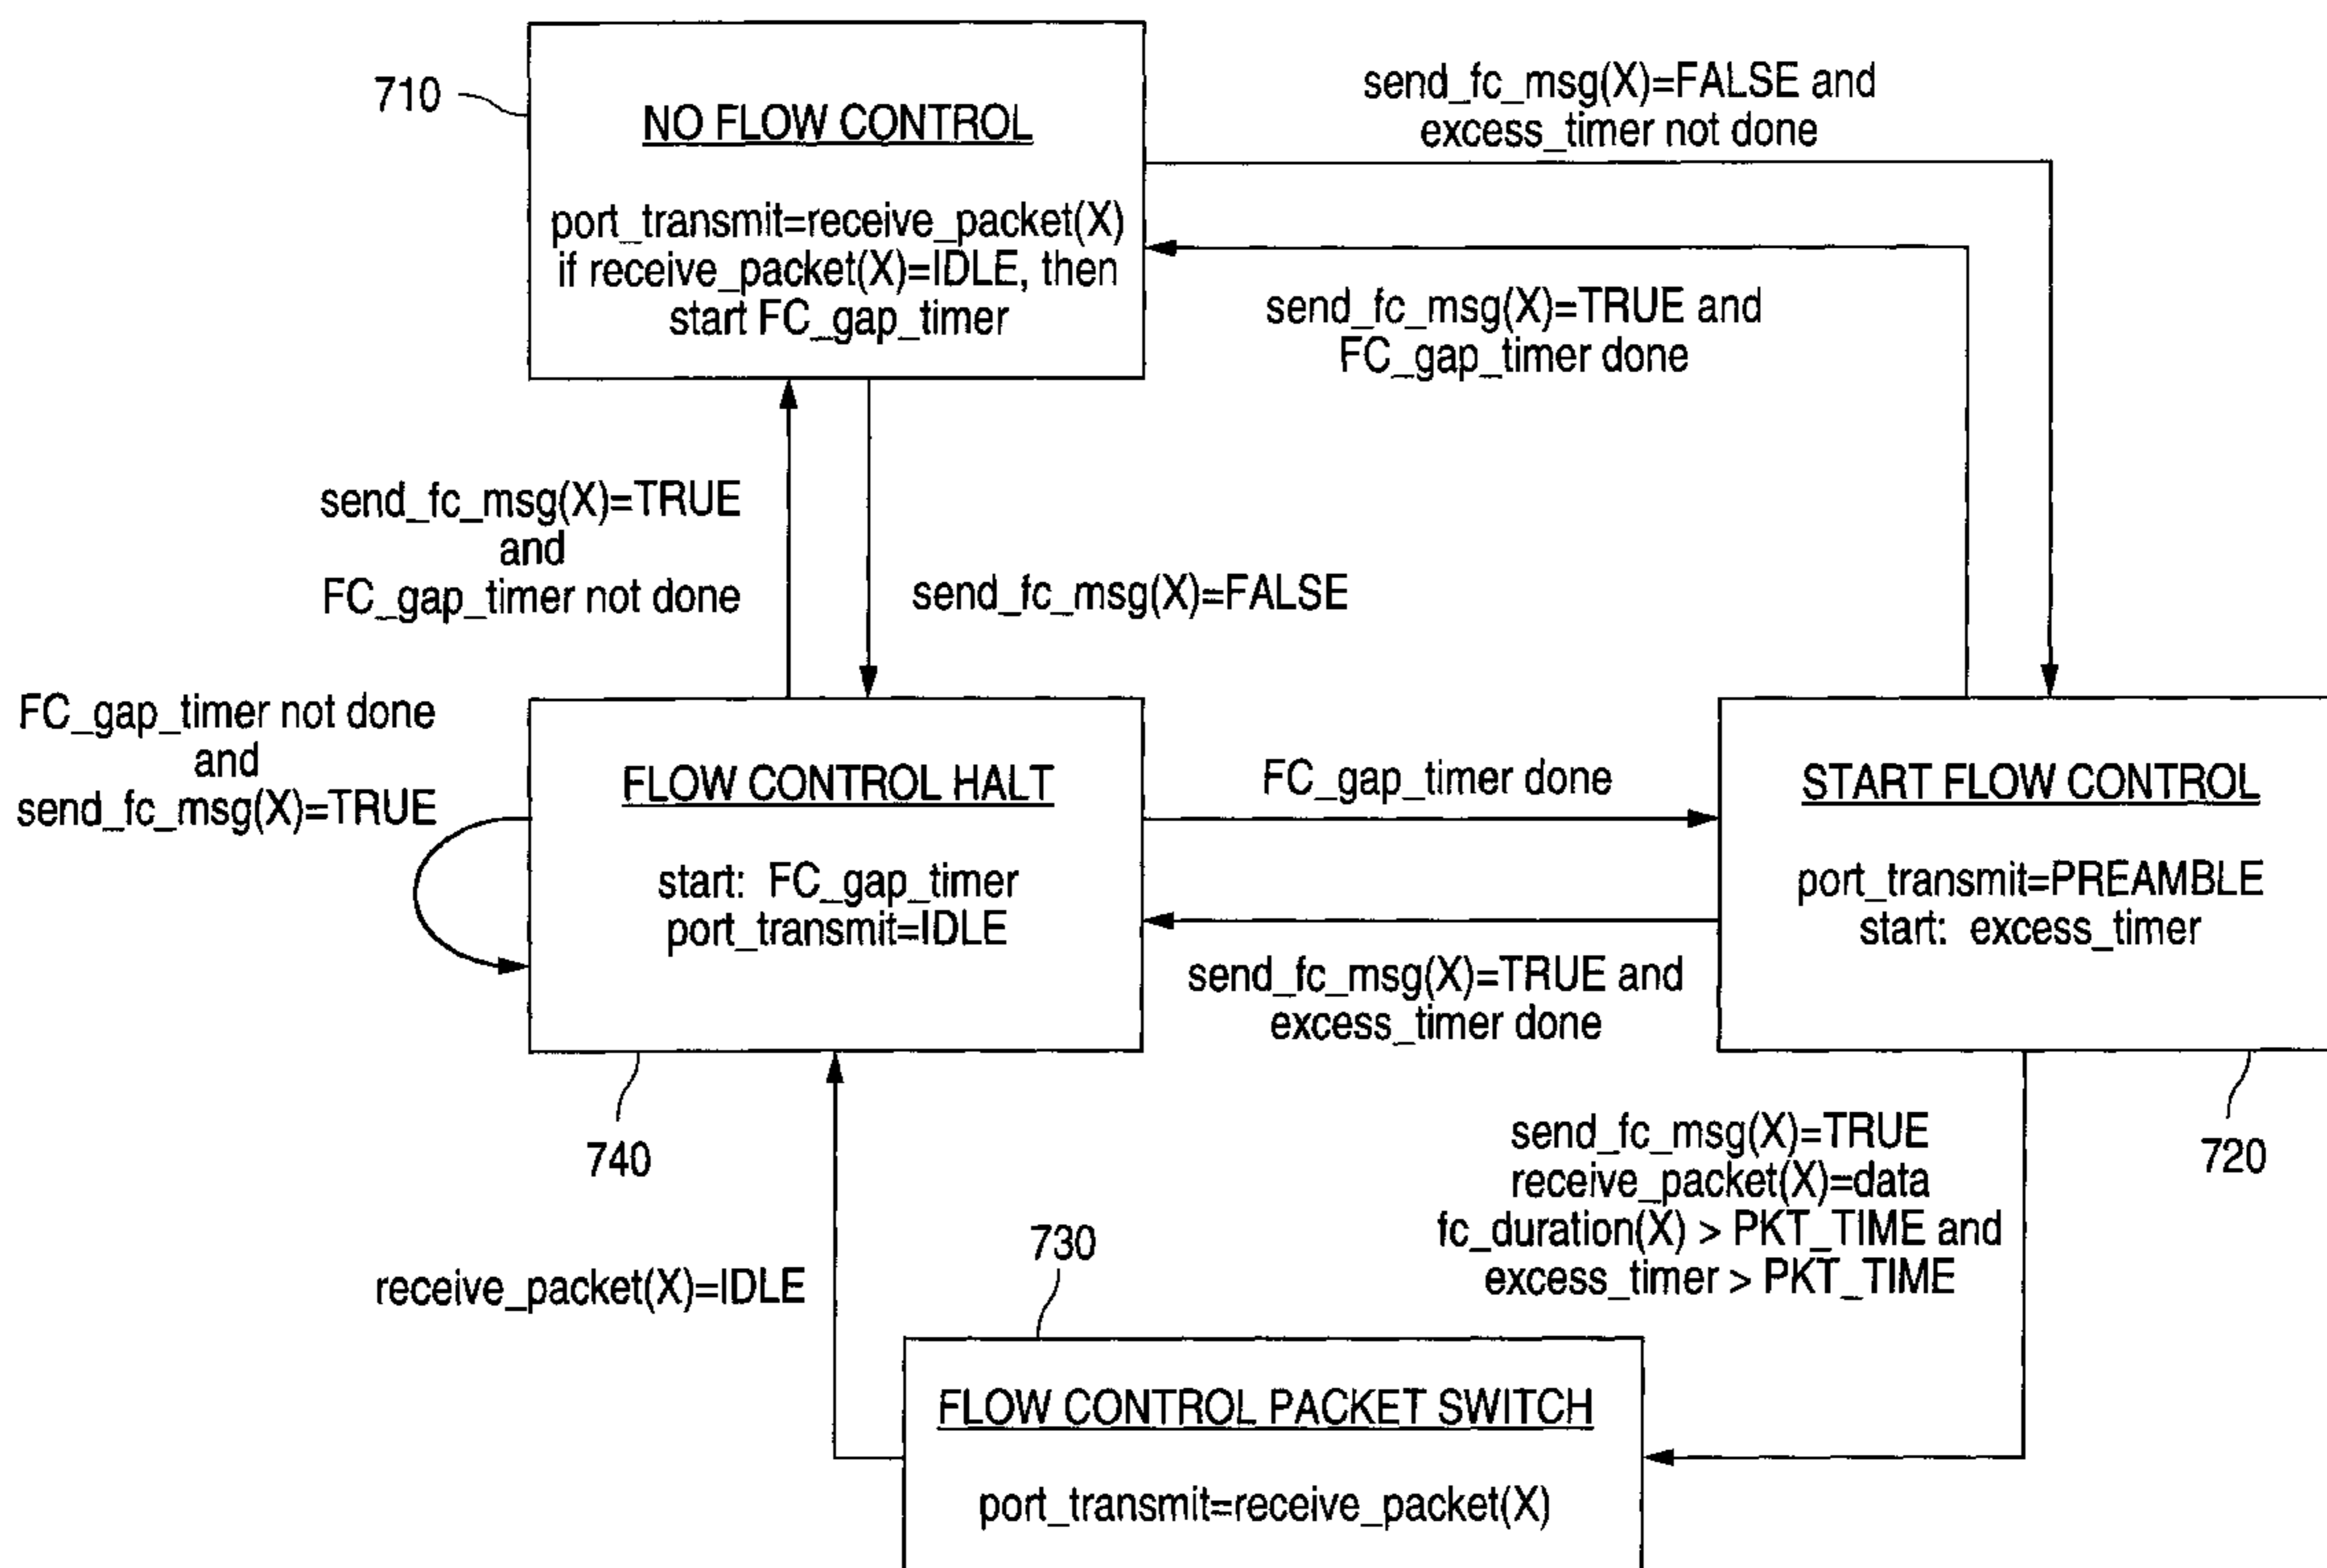 710
NO FLOW CONTROL
port_transmit=receive_packet(X)
if receive_packet(X)=IDLE, then
start FC_gap_timer
send_fc_msg(X)=FALSE and
excess_timer not done
send_fc_msg(X)=TRUE and
FC_gap_timer done
send_fc_msg(X)=TRUE
and
FC_gap_timer not done
send_fc_msg(X)=FALSE
FC_gap_timer not done
and
send_fc_msg(X)=TRUE
FLOW CONTROL HALT
start: FC_gap_timer
port_transmit=IDLE
740
FC_gap_timer done
send_fc_msg(X)=TRUE and
excess_timer done
START FLOW CONTROL
port_transmit=PREAMBLE
start: excess_timer
720
send_fc_msg(X)=TRUE
receive_packet(X)=data
fc_duration(X) > PKT_TIME and
excess_timer > PKT_TIME
receive_packet(X)=IDLE
730
FLOW CONTROL PACKET SWITCH
port_transmit=receive_packet(X)